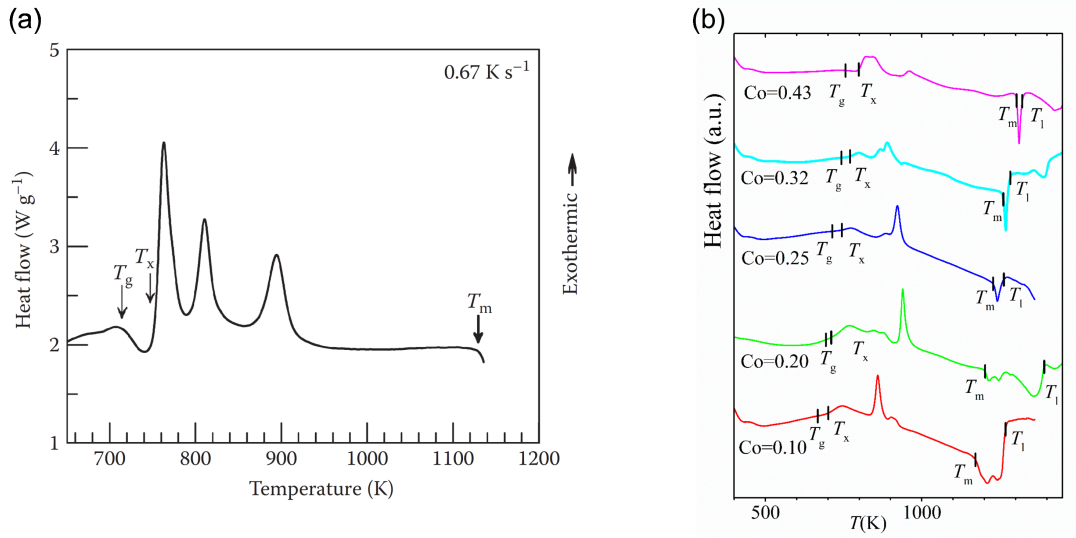 (a)
5
4
3
2
1
Heat flow (W g⁻¹)
0.67 K s⁻¹
Tg
Tx
Tm
700
800
900
1000
1100
1200
Temperature (K)
Exothermic
(b)
Heat flow (a.u.)
Co=0.43
Tg
Tx
Tm
Tl
Co=0.32
Tg
Tx
Tm
Tl
Co=0.25
Tg
Tx
Tm
Tl
Co=0.20
Tg
Tx
Tm
Tl
Co=0.10
Tg
Tx
Tm
Tl
500
1000
T(K)